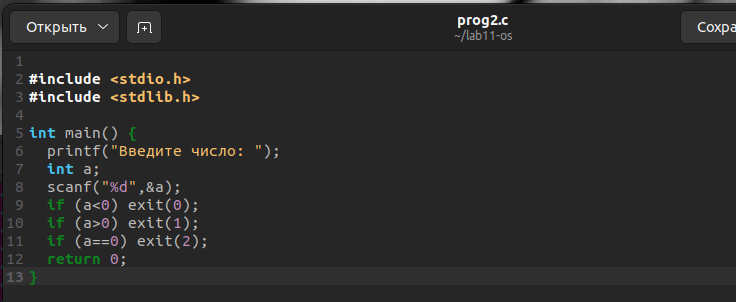 Открыть
prog2.c
~/lab11-os
Сохра
1
2 #include <stdio.h>
3 #include <stdlib.h>
4
5 int main() {
6   printf("Введите число: ");
7   int a;
8   scanf("%d",&a);
9   if (a<0) exit(0);
10   if (a>0) exit(1);
11   if (a==0) exit(2);
12   return 0;
13 }